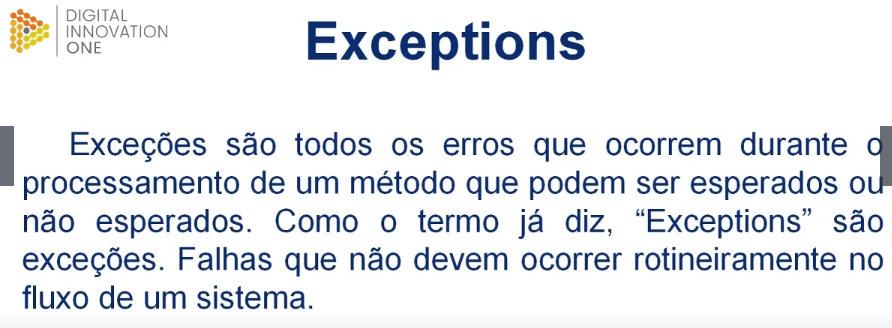 DIGITAL
INNOVATION
ONE
Exceptions
Exceções são todos os erros que ocorrem durante o
processamento de um método que podem ser esperados ou
não esperados. Como o termo já diz, “Exceptions” são
exceções. Falhas que não devem ocorrer rotineiramente no
fluxo de um sistema.